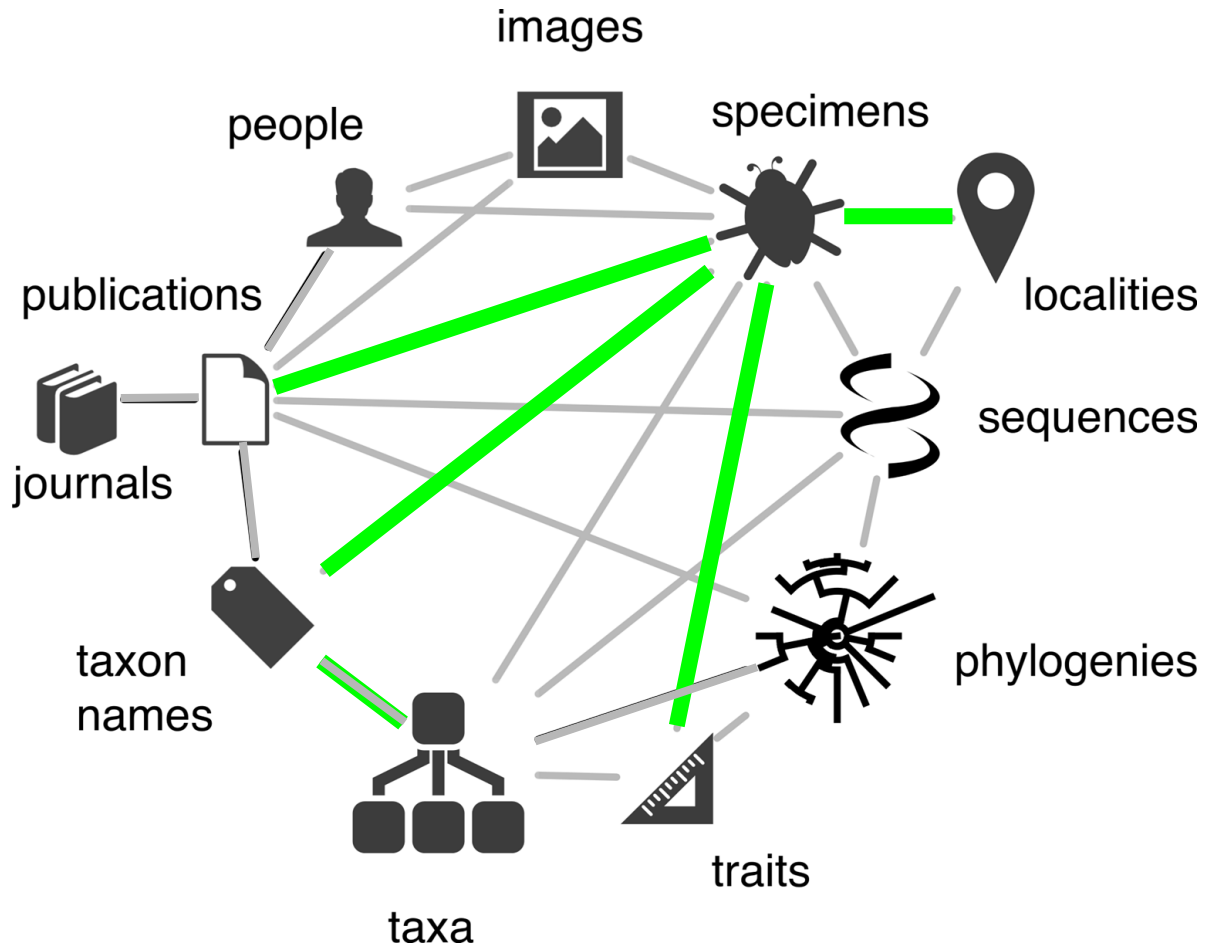 images
people
specimens
publications
localities
journals
sequences
taxon
names
phylogenies
traits
taxa